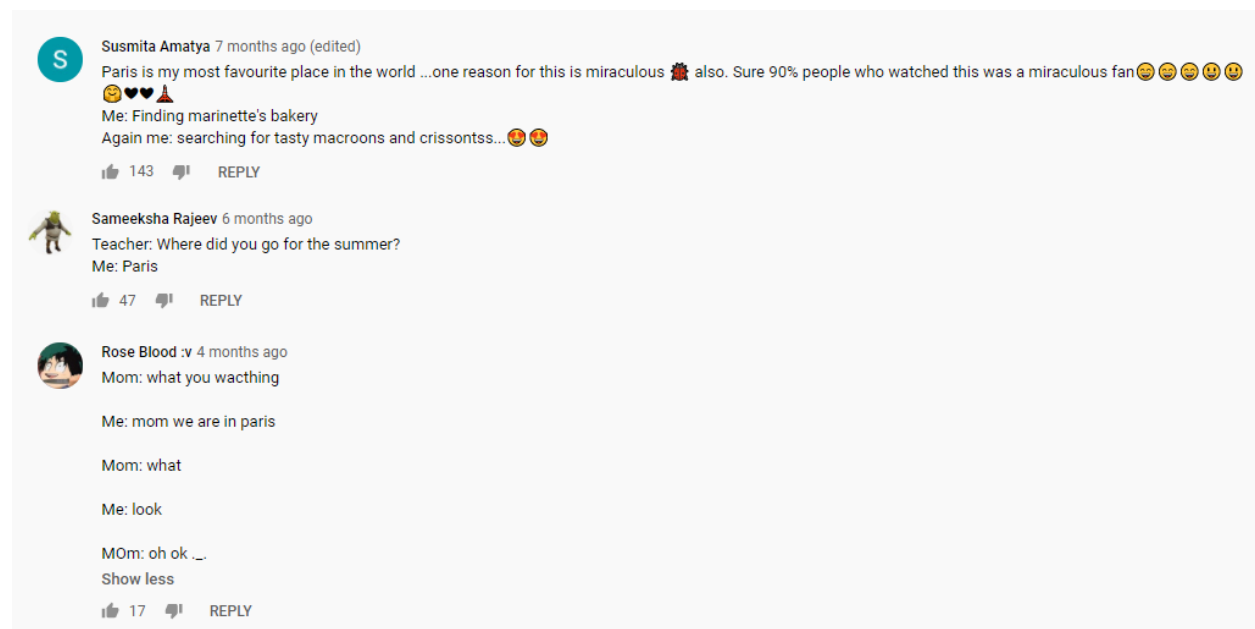 S
Susmita Amatya 7 months ago (edited)
Paris is my most favourite place in the world ...one reason for this is miraculous 🐞 also. Sure 90% people who watched this was a miraculous fan😄😄😄😃😃
🤗🖤🖤🗼
Me: Finding marinette's bakery
Again me: searching for tasty macroons and crissontss...😍😍
143 REPLY
Sameeksha Rajeev 6 months ago
Teacher: Where did you go for the summer?
Me: Paris
47 REPLY
Rose Blood :v 4 months ago
Mom: what you wacthing
Me: mom we are in paris
Mom: what
Me: look
MOm: oh ok ._.
Show less
17 REPLY